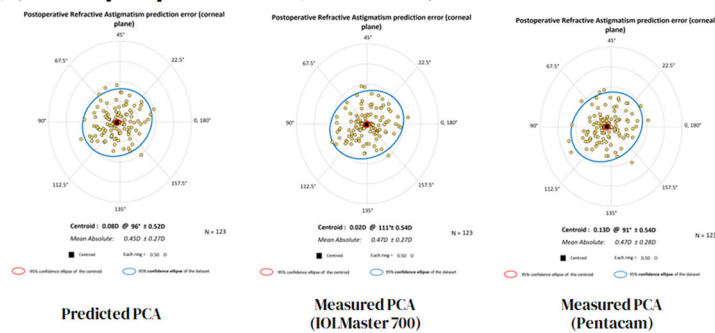 Postoperative Refractive Astigmatism prediction error (corneal
plane)
45°
67.5°
22.5°
90°
0, 180°
112.5°
157.5°
135°
Centroid : 0.08D @ 96° ± 0.52D
Mean Absolute: 0.45D ± 0.27D
N = 123
Centroid
Each ring = 0.50 D
95% confidence ellipse of the centroid
95% confidence ellipse of the dataset
Predicted PCA
Postoperative Refractive Astigmatism prediction error (corneal
plane)
45°
67.5°
22.5°
90°
0, 180°
112.5°
157.5°
135°
Centroid : 0.02D @ 111°± 0.54D
Mean Absolute: 0.47D ± 0.27D
N = 123
Centroid
Each ring = 0.50 D
95% confidence ellipse of the centroid
95% confidence ellipse of the dataset
Measured PCA
(IOLMaster 700)
Postoperative Refractive Astigmatism prediction error (corneal
plane)
45°
67.5°
22.5°
90°
0, 180°
112.5°
157.5°
135°
Centroid : 0.13D @ 91° ± 0.54D
Mean Absolute: 0.47D ± 0.28D
Centroid
Each ring = 0.50 D
95% confidence ellipse of the centroid
95% confidence ellipse of the dataset
Measured PCA
(Pentacam)